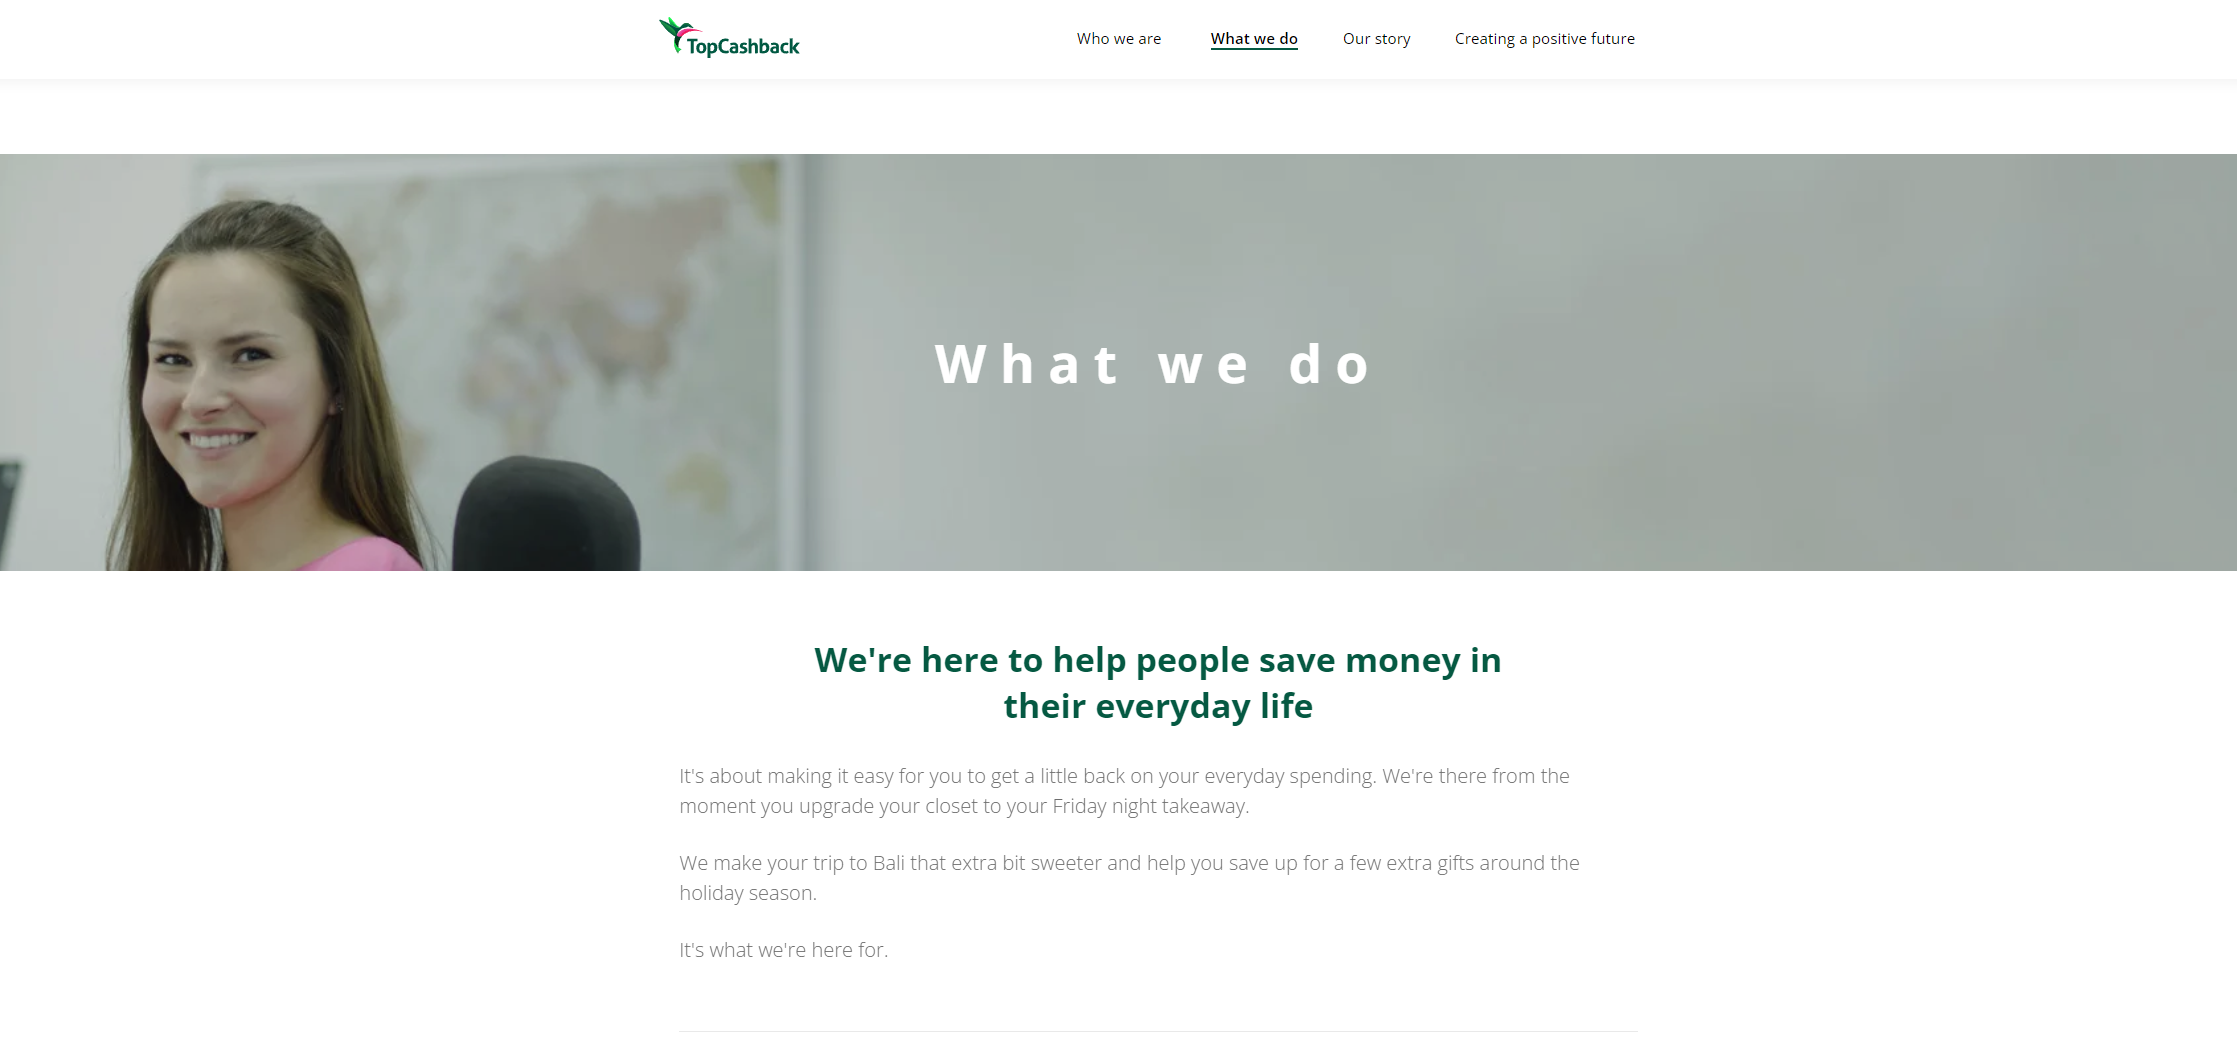 TopCashback
Who we are
What we do
Our story
Creating a positive future
What we do
We're here to help people save money in
their everyday life
It's about making it easy for you to get a little back on your everyday spending. We're there from the
moment you upgrade your closet to your Friday night takeaway.
We make your trip to Bali that extra bit sweeter and help you save up for a few extra gifts around the
holiday season.
It's what we're here for.